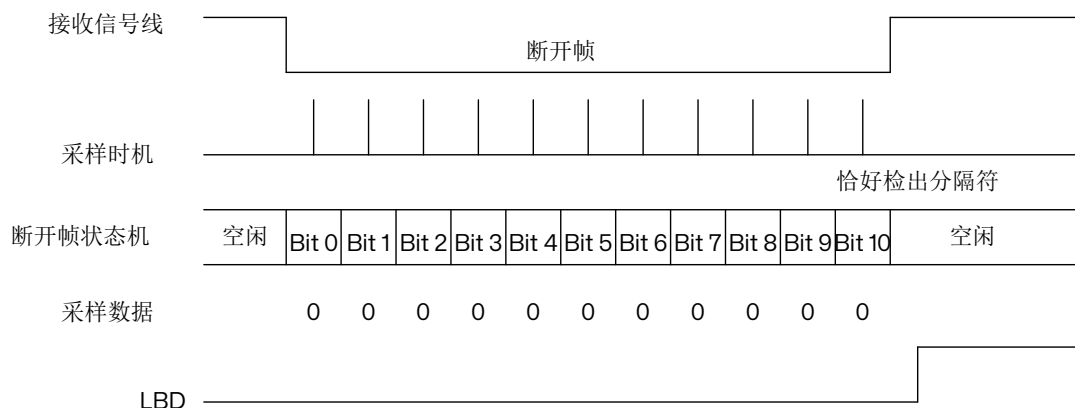 接收信号线
断开帧
采样时机
恰好检出分隔符
断开帧状态机 空闲 Bit 0 Bit 1 Bit 2 Bit 3 Bit 4 Bit 5 Bit 6 Bit 7 Bit 8 Bit 9 Bit 10 空闲
采样数据 0 0 0 0 0 0 0 0 0 0 0
LBD